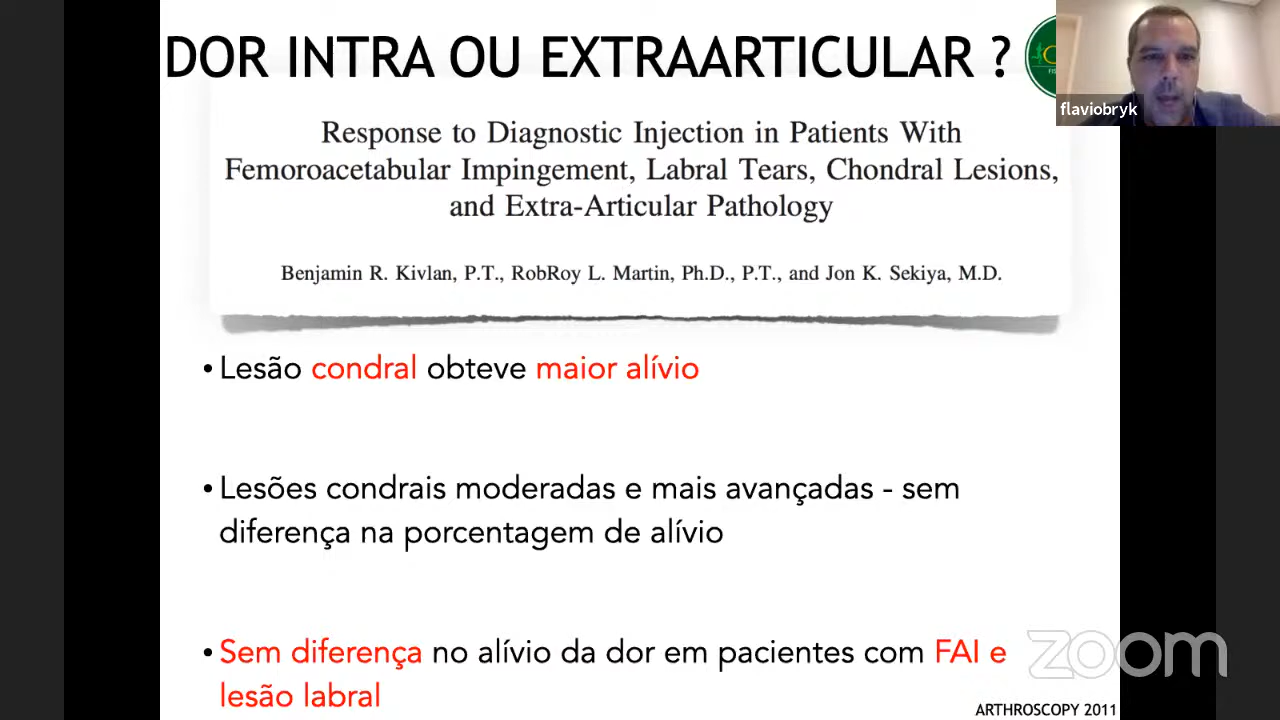 DOR INTRA OU EXTRAARTICULAR ?
flaviobryk
Response to Diagnostic Injection in Patients With
Femoroacetabular Impingement, Labral Tears, Chondral Lesions,
and Extra-Articular Pathology
Benjamin R. Kivlan, P.T., RobRoy L. Martin, Ph.D., P.T., and Jon K. Sekiya, M.D.
• Lesão condral obteve maior alívio
• Lesões condrais moderadas e mais avançadas - sem
diferença na porcentagem de alívio
• Sem diferença no alívio da dor em pacientes com FAI e
lesão labral
zoom
ARTHROSCOPY 2011